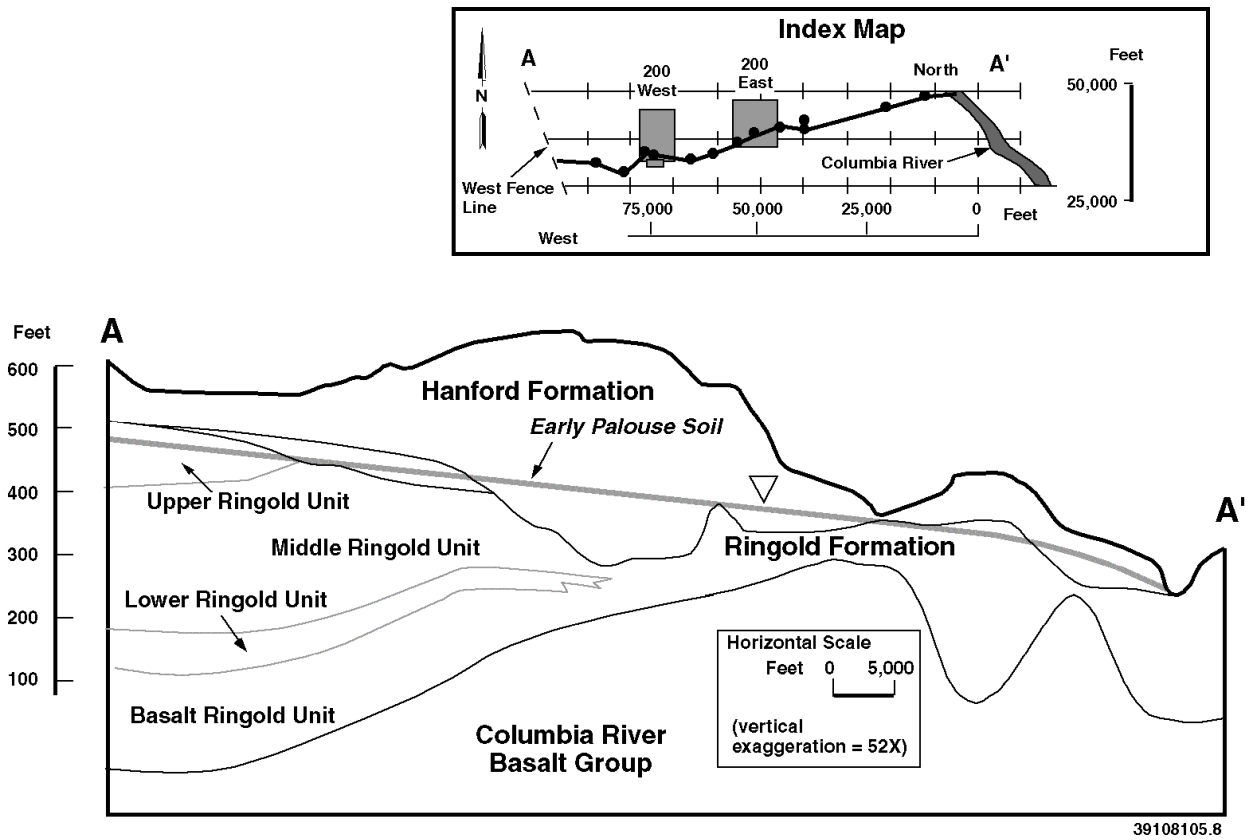 Index Map
A
200
West
200
East
North
A'
Feet
50,000
N
Columbia River
West Fence
Line
25,000
75,000
50,000
25,000
0
Feet
West
Feet
A
600
Hanford Formation
Early Palouse Soil
500
400
Upper Ringold Unit
A'
Middle Ringold Unit
Ringold Formation
300
Lower Ringold Unit
200
Horizontal Scale
Feet 0 5,000
100
Basalt Ringold Unit
(vertical
exaggeration = 52X)
Columbia River
Basalt Group
39108105.8